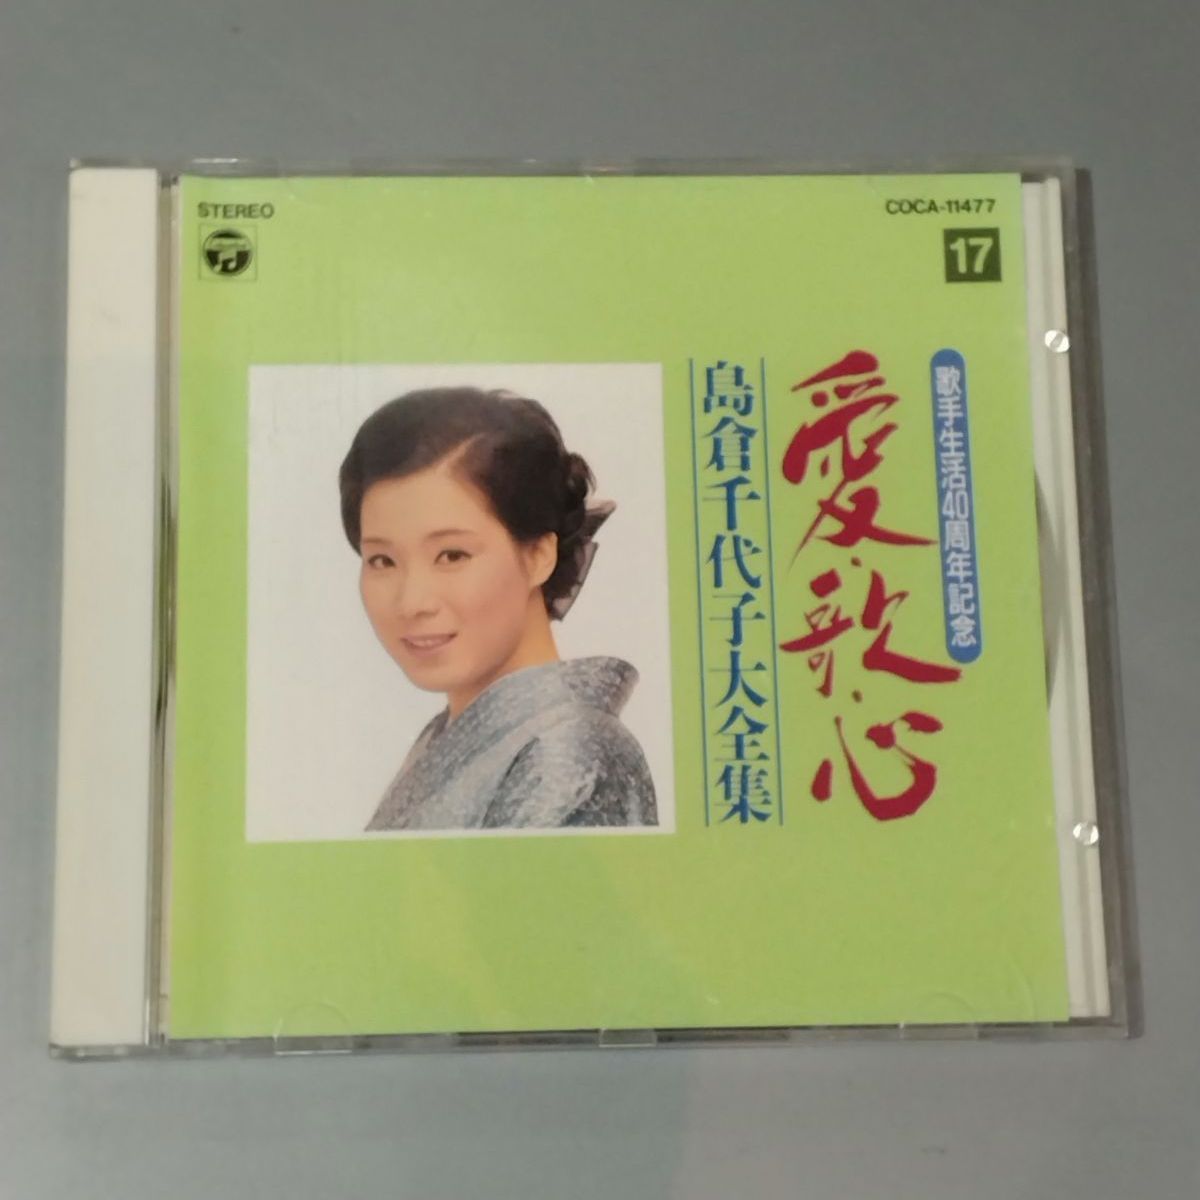 STEREO
COCA-11477
17
歌手生活40周年記念
愛・歌・心
島倉千代子大全集